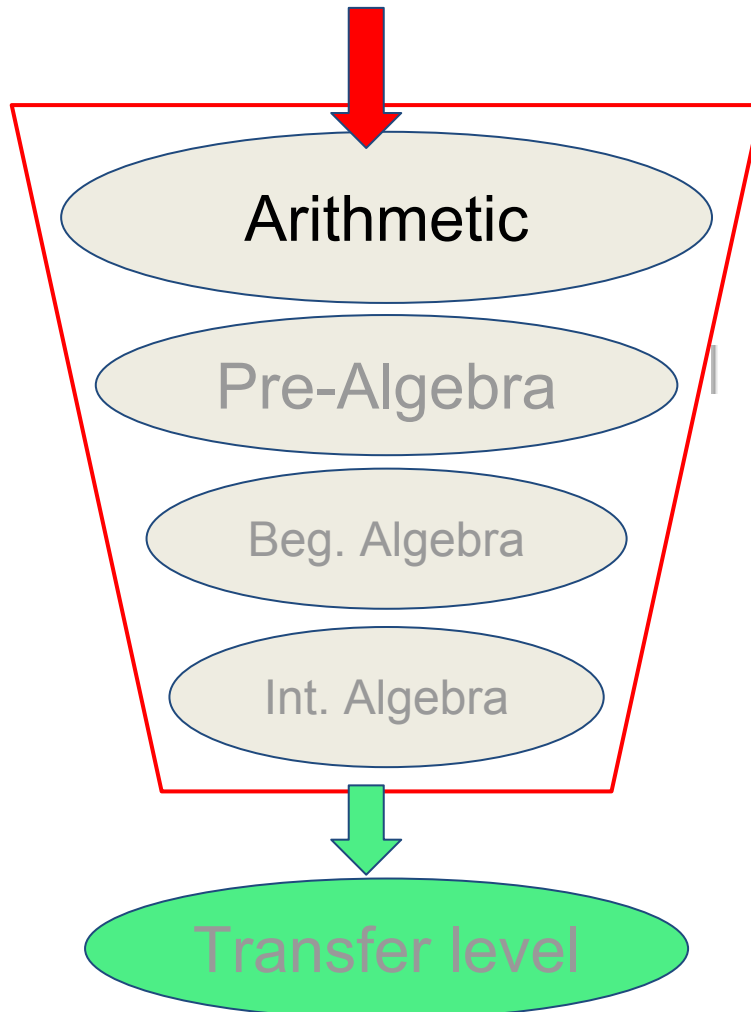 Arithmetic
Pre-Algebra
Beg. Algebra
Int. Algebra
Transfer level